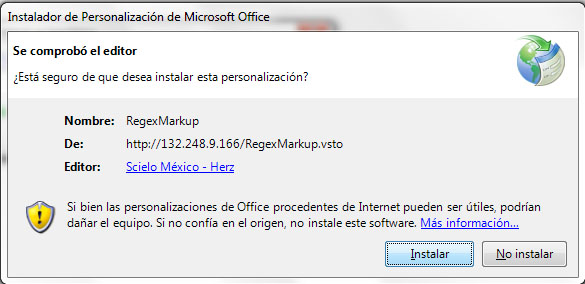 Instalador de Personalización de Microsoft Office
Se comprobó el editor
¿Está seguro de que desea instalar esta personalización?
Nombre: RegexMarkup
De: http://132.248.9.166/RegexMarkup.vsto
Editor: Scielo México - Herz
Si bien las personalizaciones de Office procedentes de Internet pueden ser útiles, podrían
dañar el equipo. Si no confía en el origen, no instale este software. Más información...
Instalar No instalar